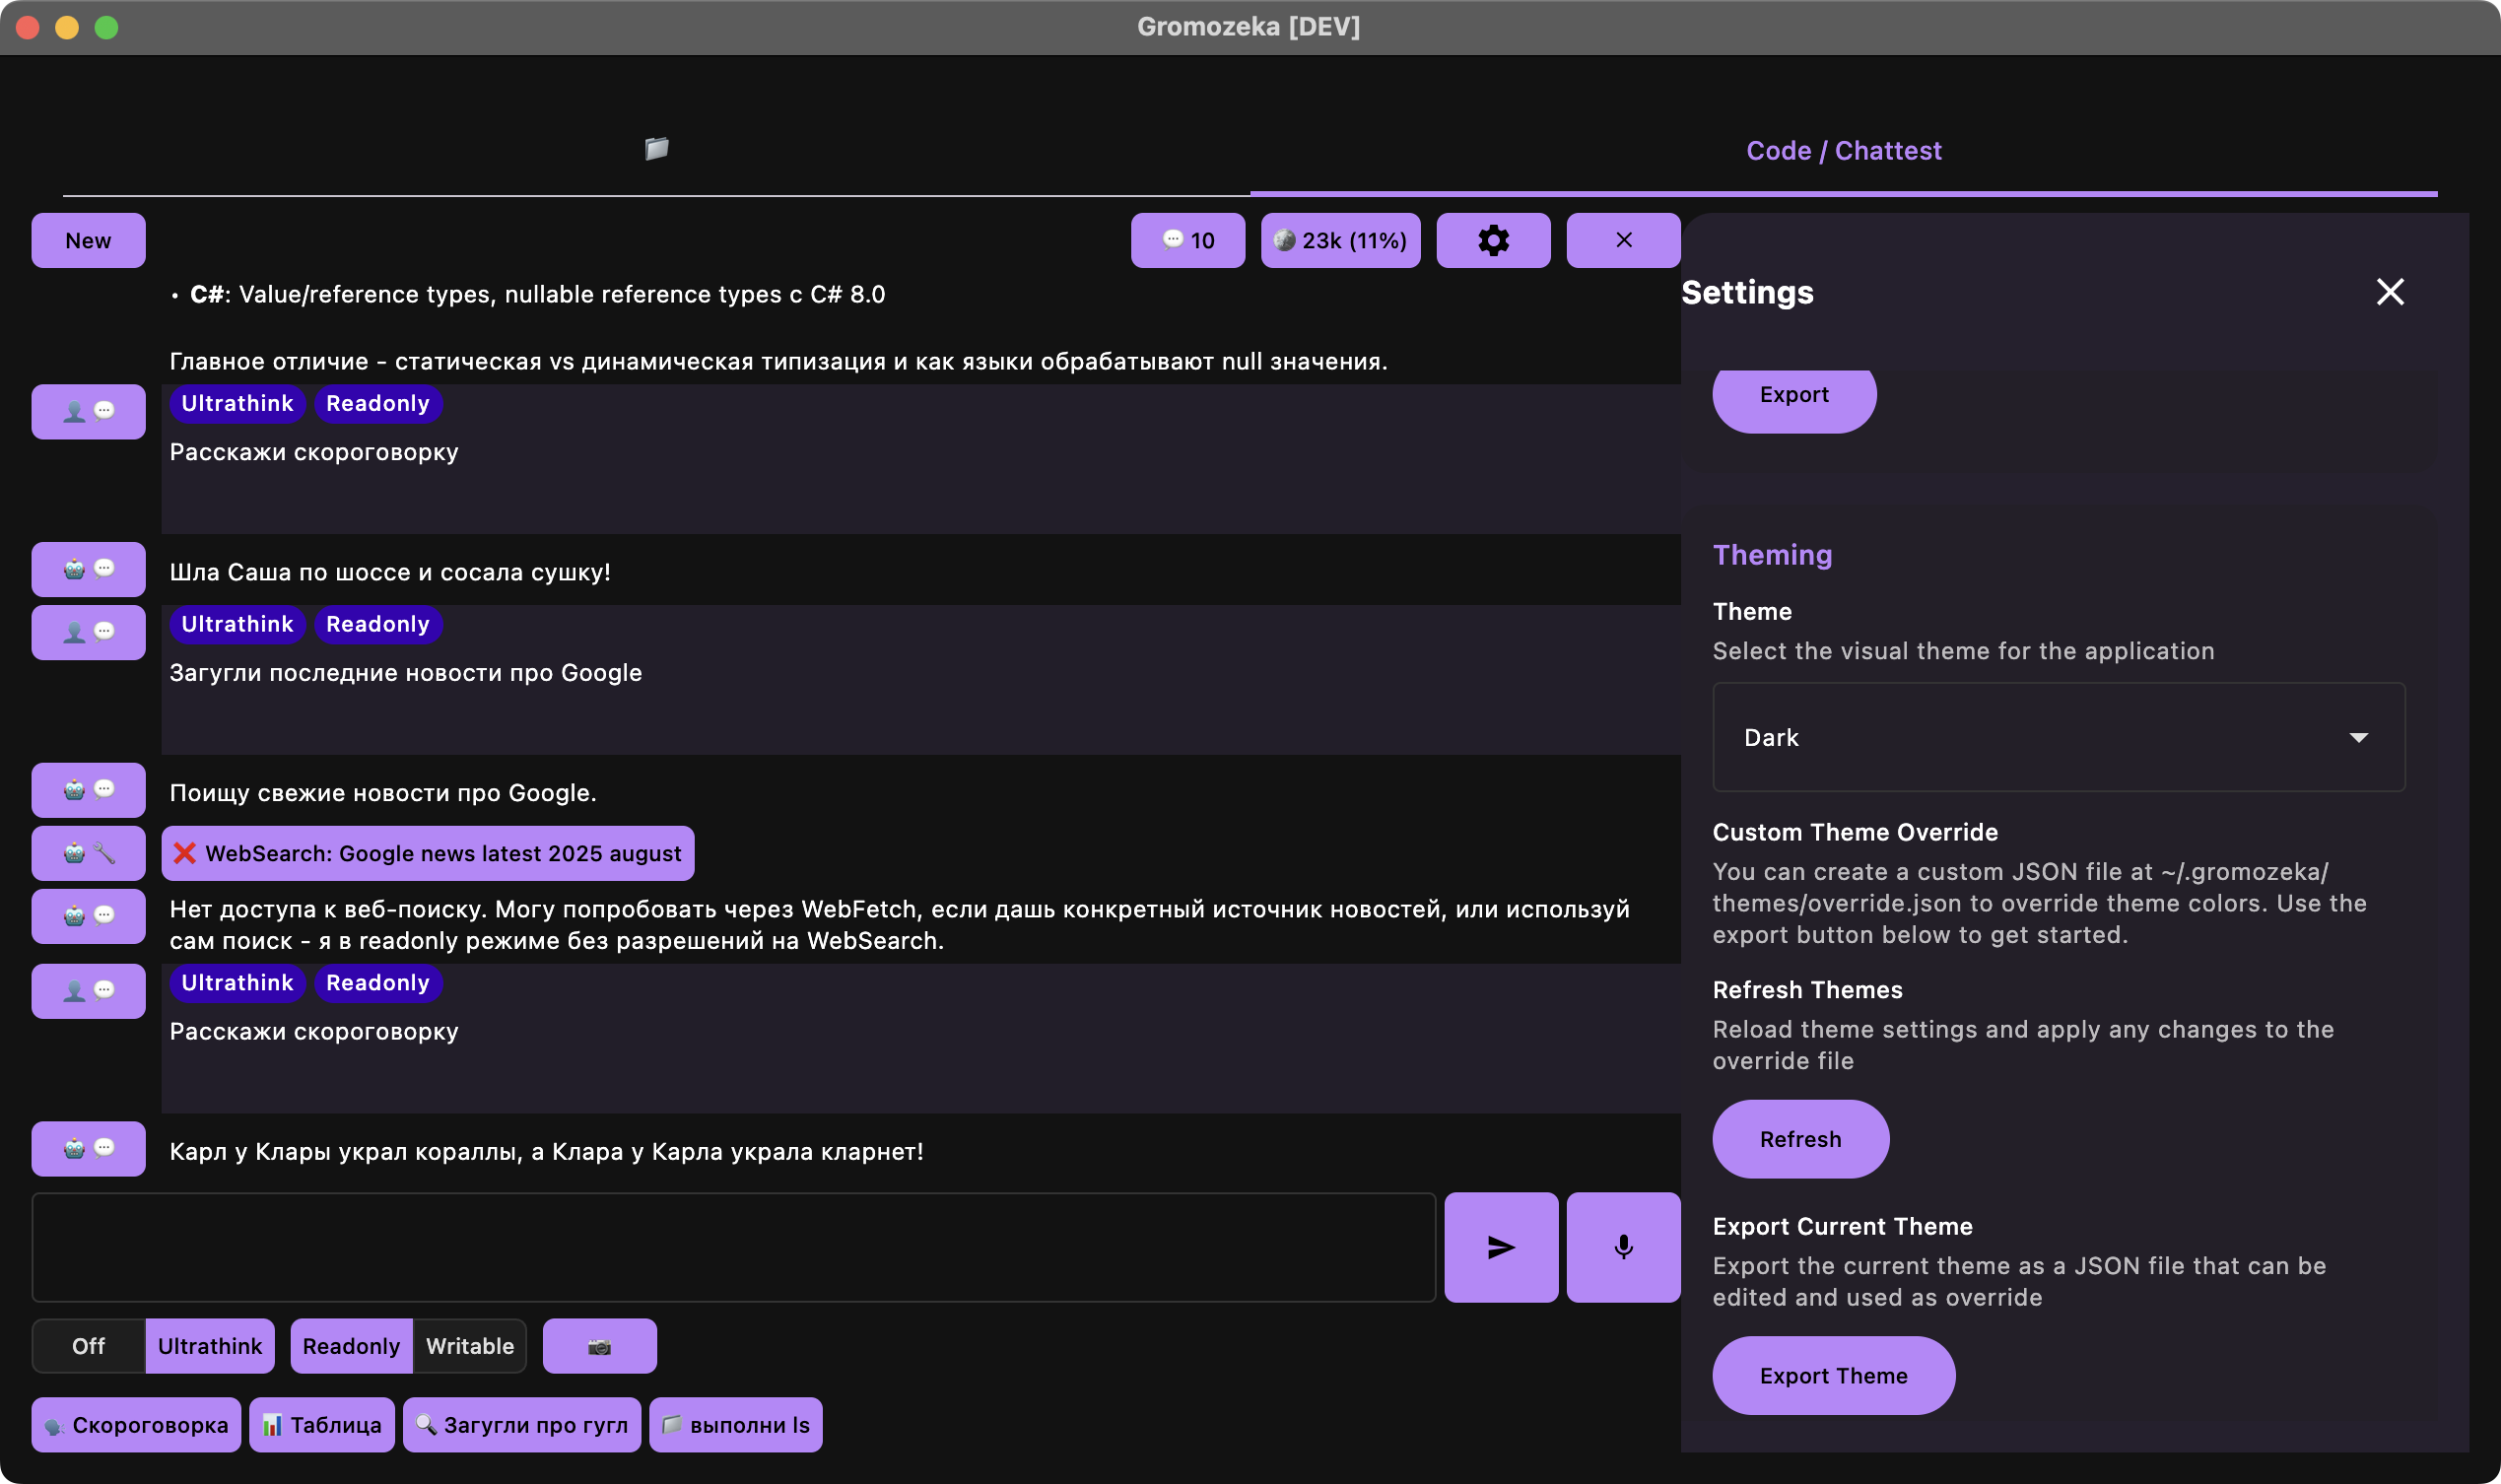 Gromozeka [DEV]
Code / Chattest
New
10
23k (11%)
• C#: Value/reference types, nullable reference types с C# 8.0
Главное отличие - статическая vs динамическая типизация и как языки обрабатывают null значения.
Ultrathink Readonly
Расскажи скороговорку
Шла Саша по шоссе и сосала сушку!
Ultrathink Readonly
Загугли последние новости про Google
Поищу свежие новости про Google.
WebSearch: Google news latest 2025 august
Нет доступа к веб-поиску. Могу попробовать через WebFetch, если дашь конкретный источник новостей, или используй
сам поиск - я в readonly режиме без разрешений на WebSearch.
Ultrathink Readonly
Расскажи скороговорку
Карл у Клары украл кораллы, а Клара у Карла украла кларнет!
Off Ultrathink Readonly Writable
Скороговорка Таблица Загугли про гугл выполни ls
Settings
Export
Theming
Theme
Select the visual theme for the application
Dark
Custom Theme Override
You can create a custom JSON file at ~/.gromozeka/
themes/override.json to override theme colors. Use the
export button below to get started.
Refresh Themes
Reload theme settings and apply any changes to the
override file
Refresh
Export Current Theme
Export the current theme as a JSON file that can be
edited and used as override
Export Theme